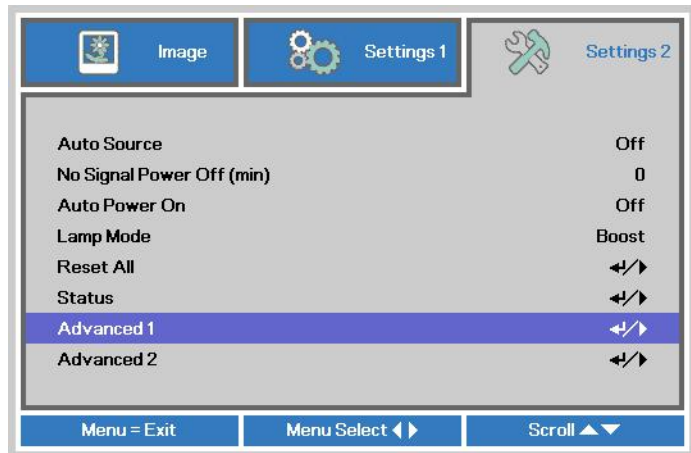 Image
Settings 1
Settings 2
Auto Source Off
No Signal Power Off (min) 0
Auto Power On Off
Lamp Mode Boost
Reset All ↵/▶
Status ↵/▶
Advanced 1 ↵/▶
Advanced 2 ↵/▶
Menu = Exit
Menu Select ◀▶
Scroll ▲▼